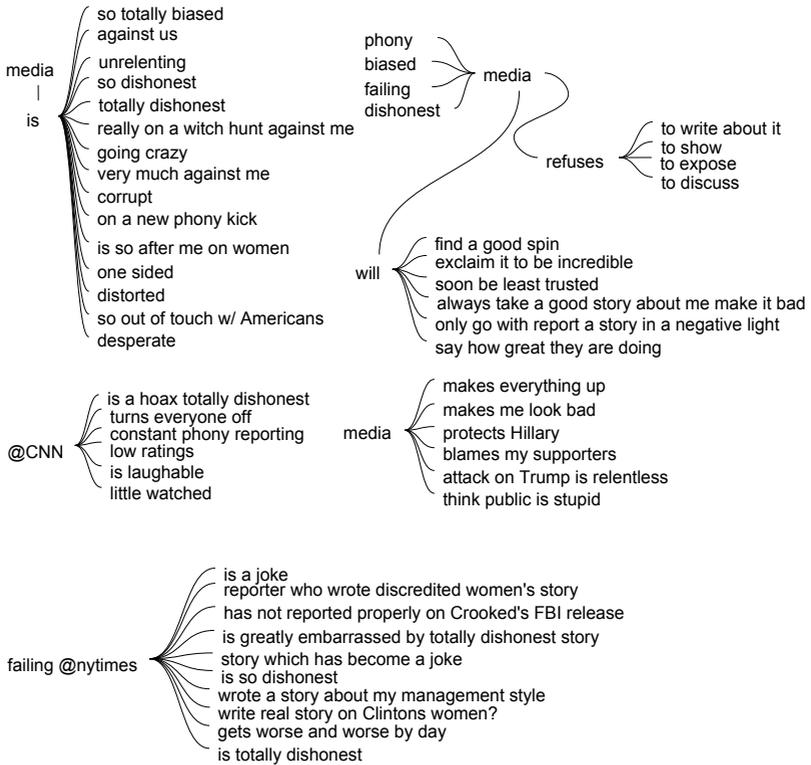 media
|
is
so totally biased
against us
unrelenting
so dishonest
totally dishonest
really on a witch hunt against me
going crazy
very much against me
corrupt
on a new phony kick
is so after me on women
one sided
distorted
so out of touch w/ Americans
desperate
phony
biased
failing
dishonest
media
refuses
to write about it
to show
to expose
to discuss
will
find a good spin
exclaim it to be incredible
soon be least trusted
always take a good story about me make it bad
only go with report a story in a negative light
say how great they are doing
@CNN
is a hoax totally dishonest
turns everyone off
constant phony reporting
low ratings
is laughable
little watched
media
makes everything up
makes me look bad
protects Hillary
blames my supporters
attack on Trump is relentless
think public is stupid
failing @nytimes
is a joke
reporter who wrote discredited women's story
has not reported properly on Crooked's FBI release
is greatly embarrassed by totally dishonest story
story which has become a joke
is so dishonest
wrote a story about my management style
write real story on Clintons women?
gets worse and worse by day
is totally dishonest